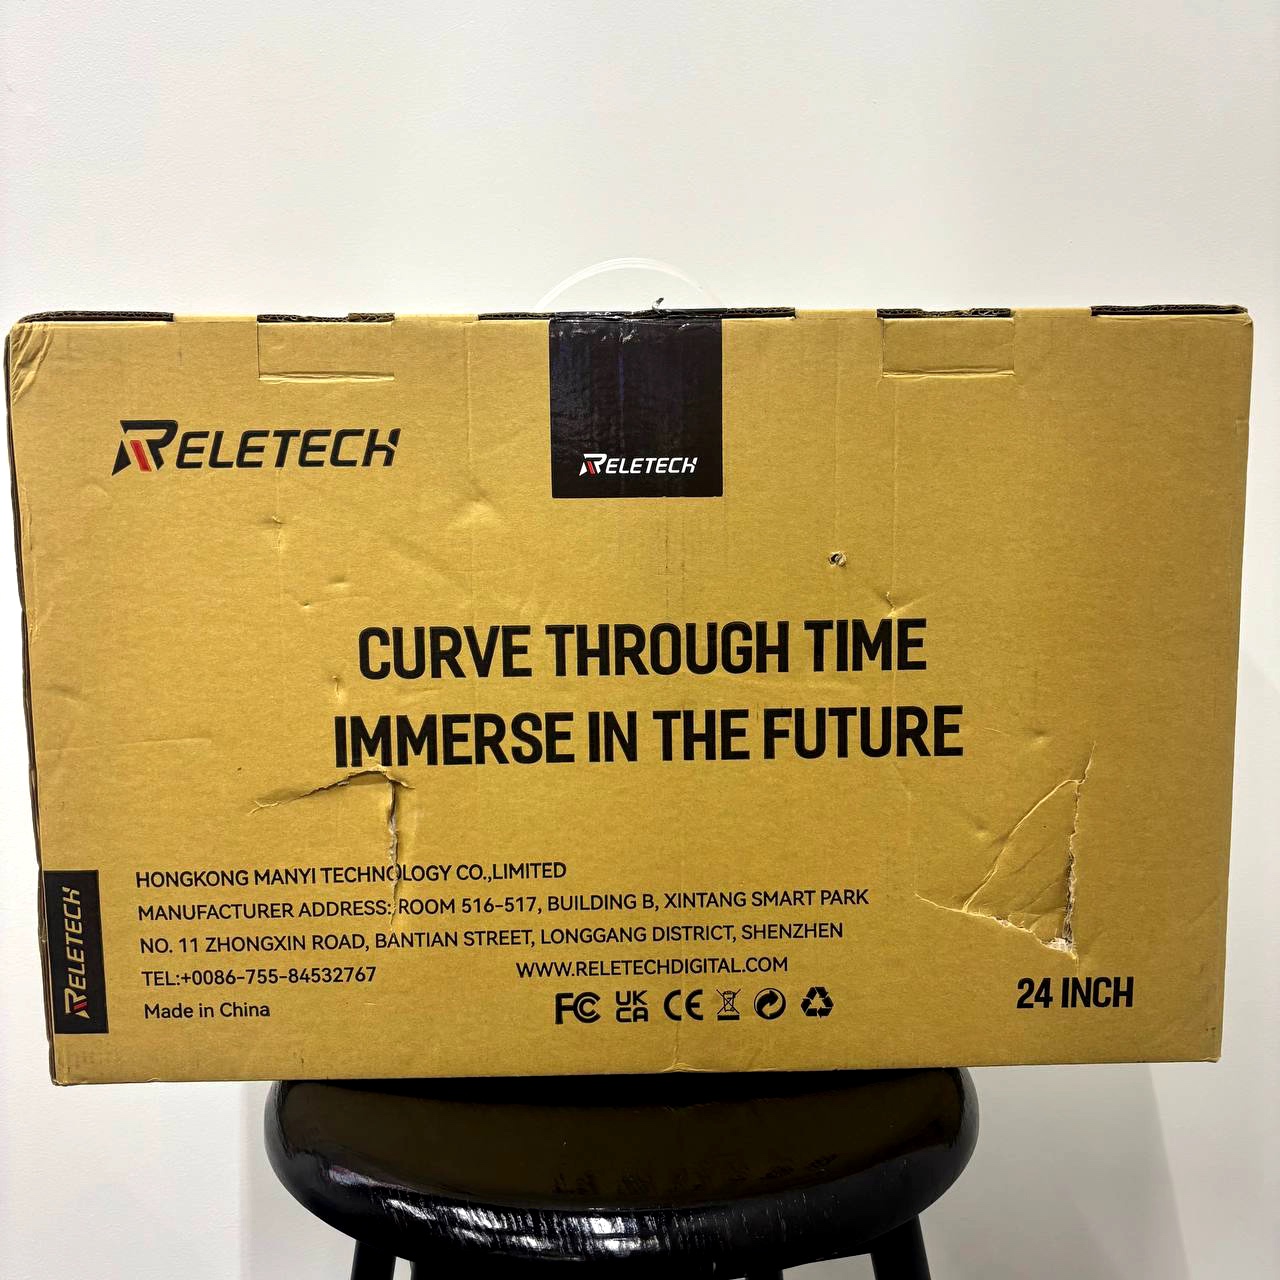 RELETECH
RELETECH
CURVE THROUGH TIME
IMMERSE IN THE FUTURE
HONGKONG MANYI TECHNOLOGY CO.,LIMITED
MANUFACTURER ADDRESS: ROOM 516-517, BUILDING B, XINTANG SMART PARK
NO. 11 ZHONGXIN ROAD, BANTIAN STREET, LONGGANG DISTRICT, SHENZHEN
TEL:+0086-755-84532767
WWW.RELETECHDIGITAL.COM
Made in China
FC UK CA CE
24 INCH
RELETECH